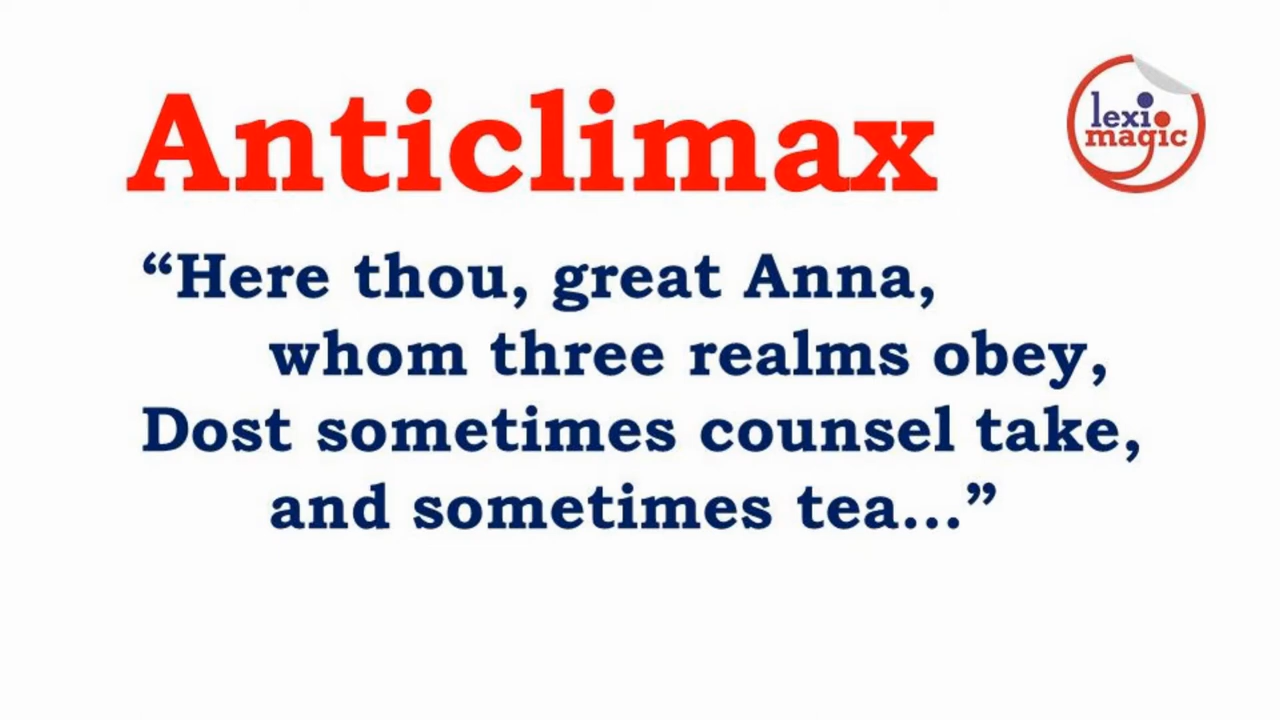 Anticlimax
lexi
magic
“Here thou, great Anna,
whom three realms obey,
Dost sometimes counsel take,
and sometimes tea...”